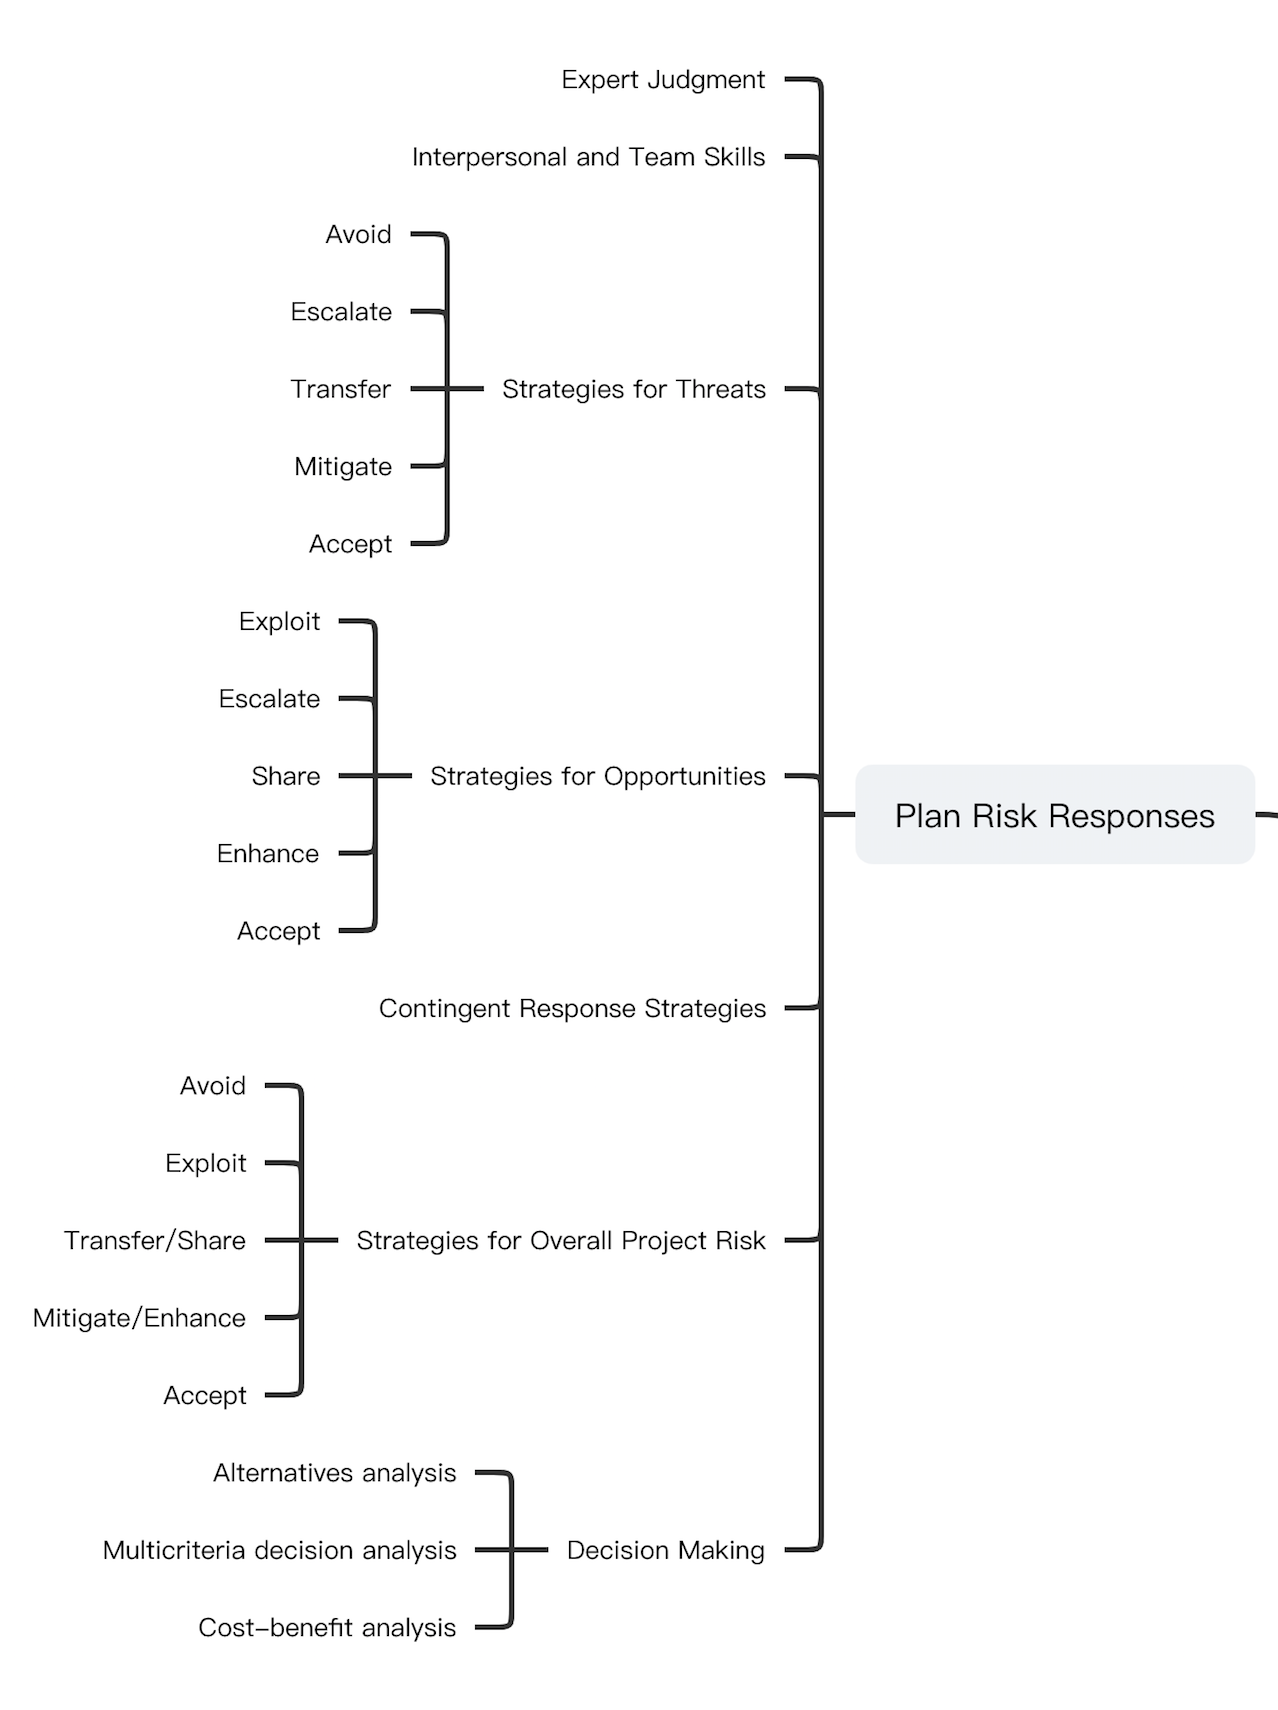 Expert Judgment
Interpersonal and Team Skills
Avoid
Escalate
Transfer
Mitigate
Accept
Strategies for Threats
Exploit
Escalate
Share
Enhance
Accept
Strategies for Opportunities
Contingent Response Strategies
Avoid
Exploit
Transfer/Share
Mitigate/Enhance
Accept
Strategies for Overall Project Risk
Alternatives analysis
Multicriteria decision analysis
Cost-benefit analysis
Decision Making
Plan Risk Responses